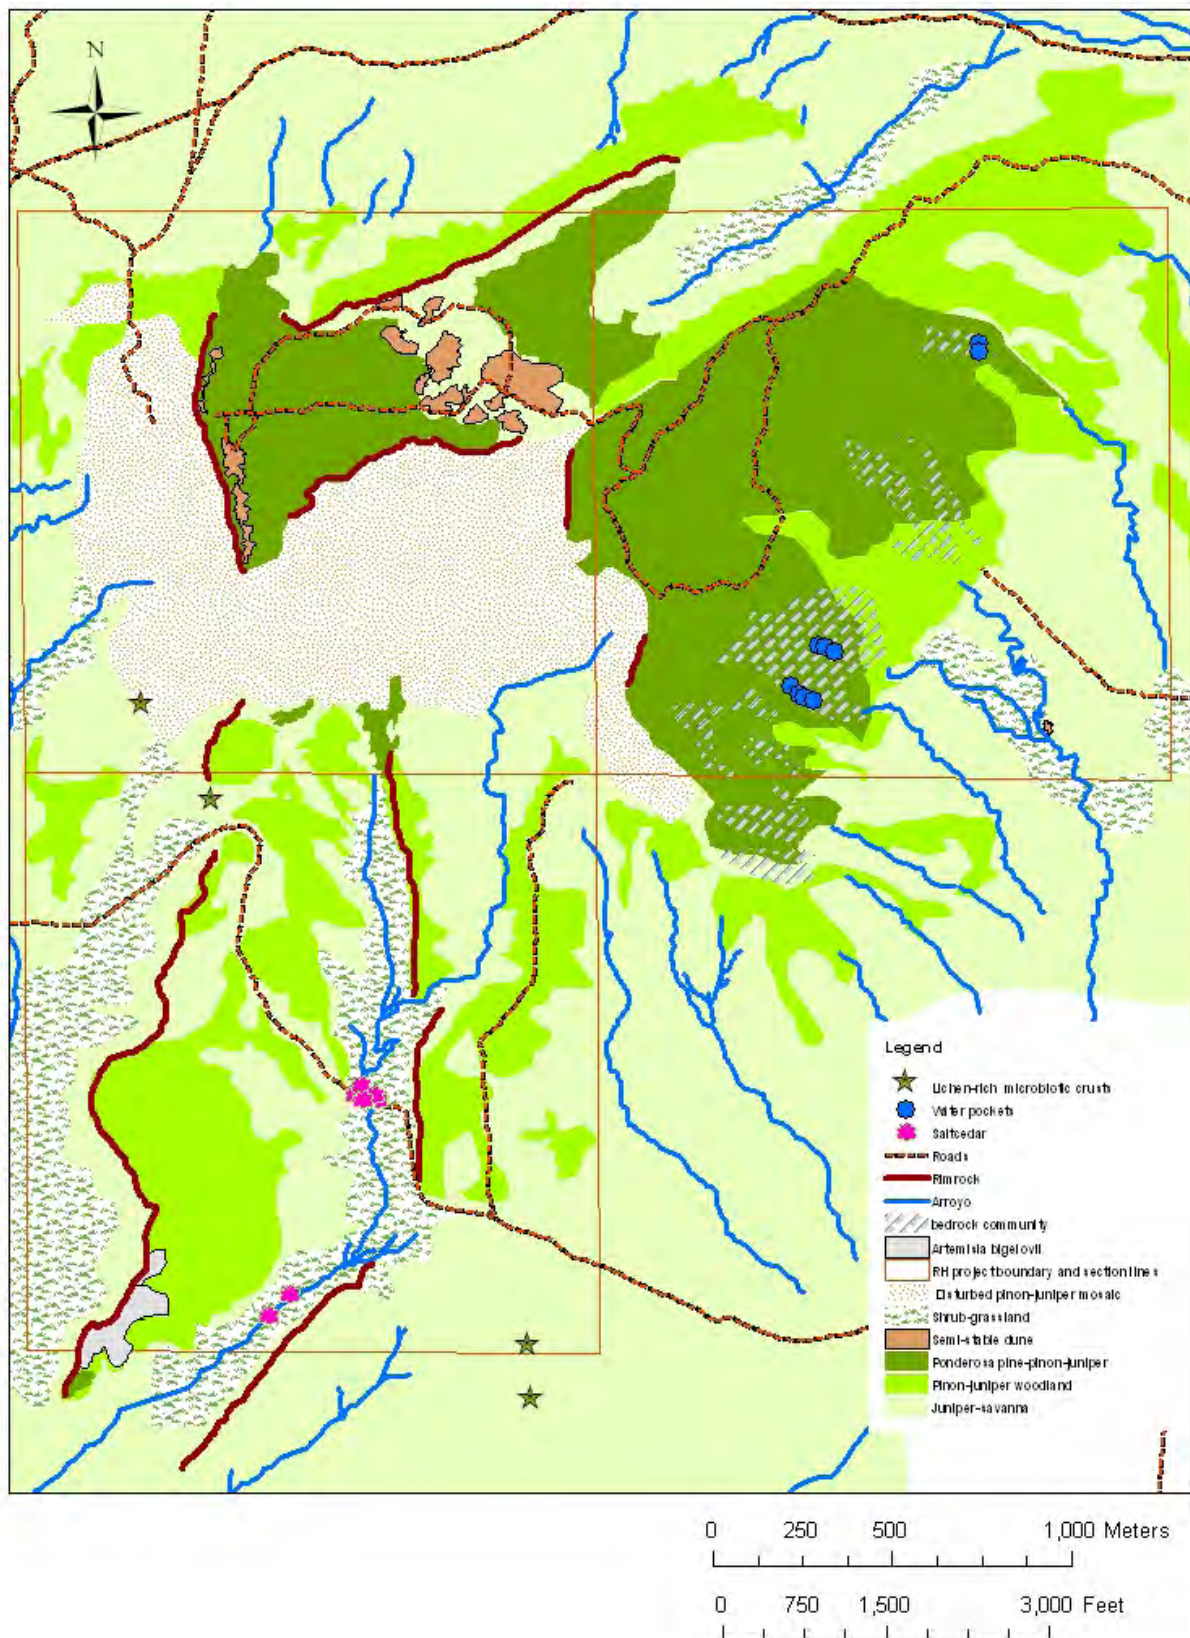 N
Legend
Lichen-rich microbiotic crusts
Water pockets
Saltcedar
Roads
Rimrock
Arroyo
bedrock community
Artemisia bigelovii
RH project boundary and section lines
Disturbed pinon-juniper mosaic
Shrub-grassland
Semi-stable dune
Ponderosa pine-pinon-juniper
Pinon-juniper woodland
Juniper-savanna
0 250 500 1,000 Meters
0 750 1,500 3,000 Feet